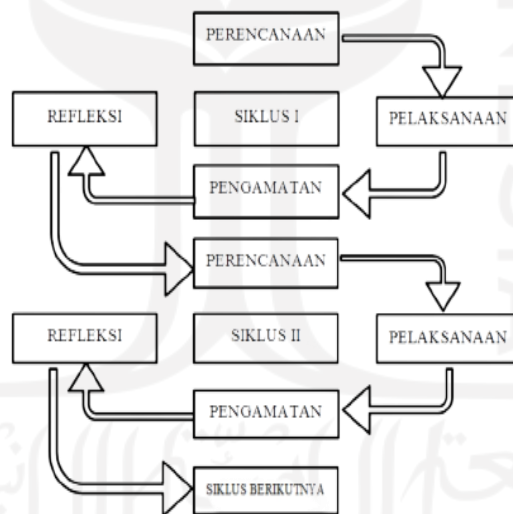 PERENCANAAN
REFLEKSI
SIKLUS I
PELAKSANAAN
PENGAMATAN
PERENCANAAN
REFLEKSI
SIKLUS II
PELAKSANAAN
PENGAMATAN
SIKLUS BERIKUTNYA